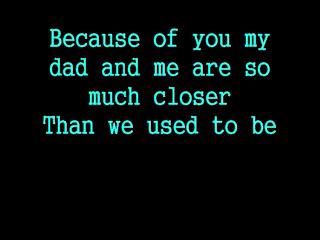 Because of you my
dad and me are so
much closer
Than we used to be